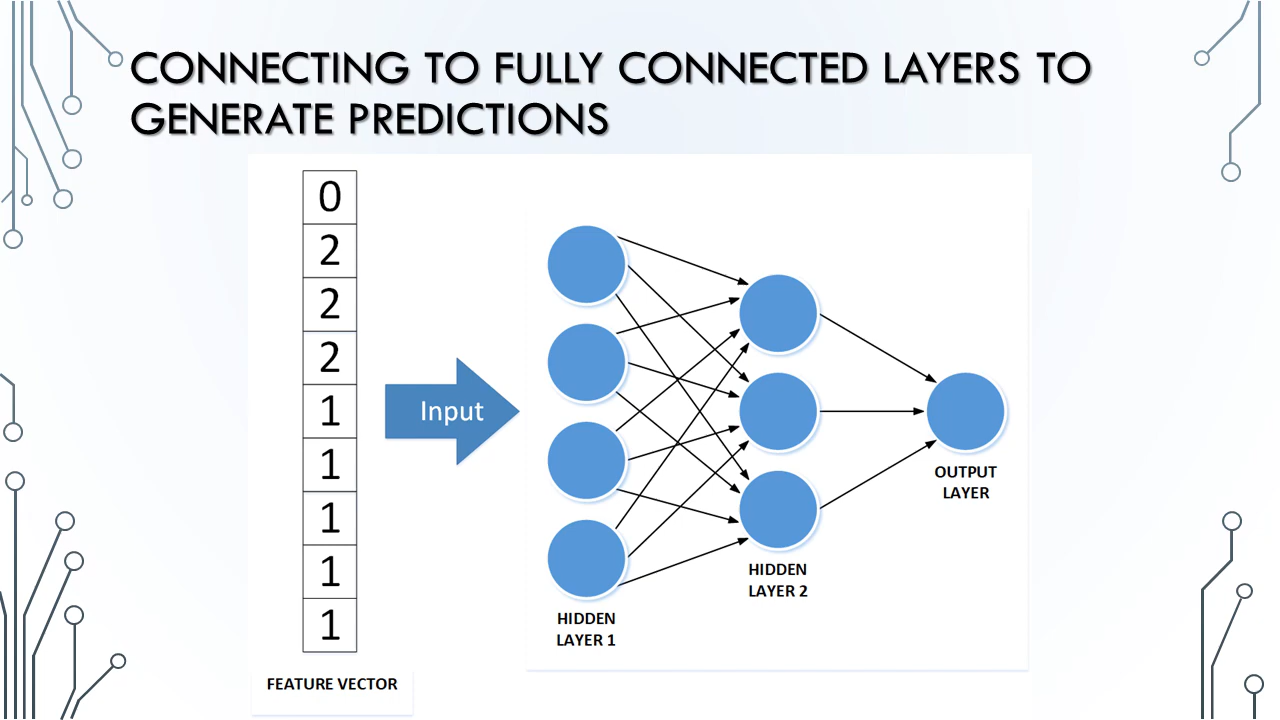 CONNECTING TO FULLY CONNECTED LAYERS TO
GENERATE PREDICTIONS
0
2
2
2
1
1
1
1
1
FEATURE VECTOR
Input
HIDDEN
LAYER 1
HIDDEN
LAYER 2
OUTPUT
LAYER